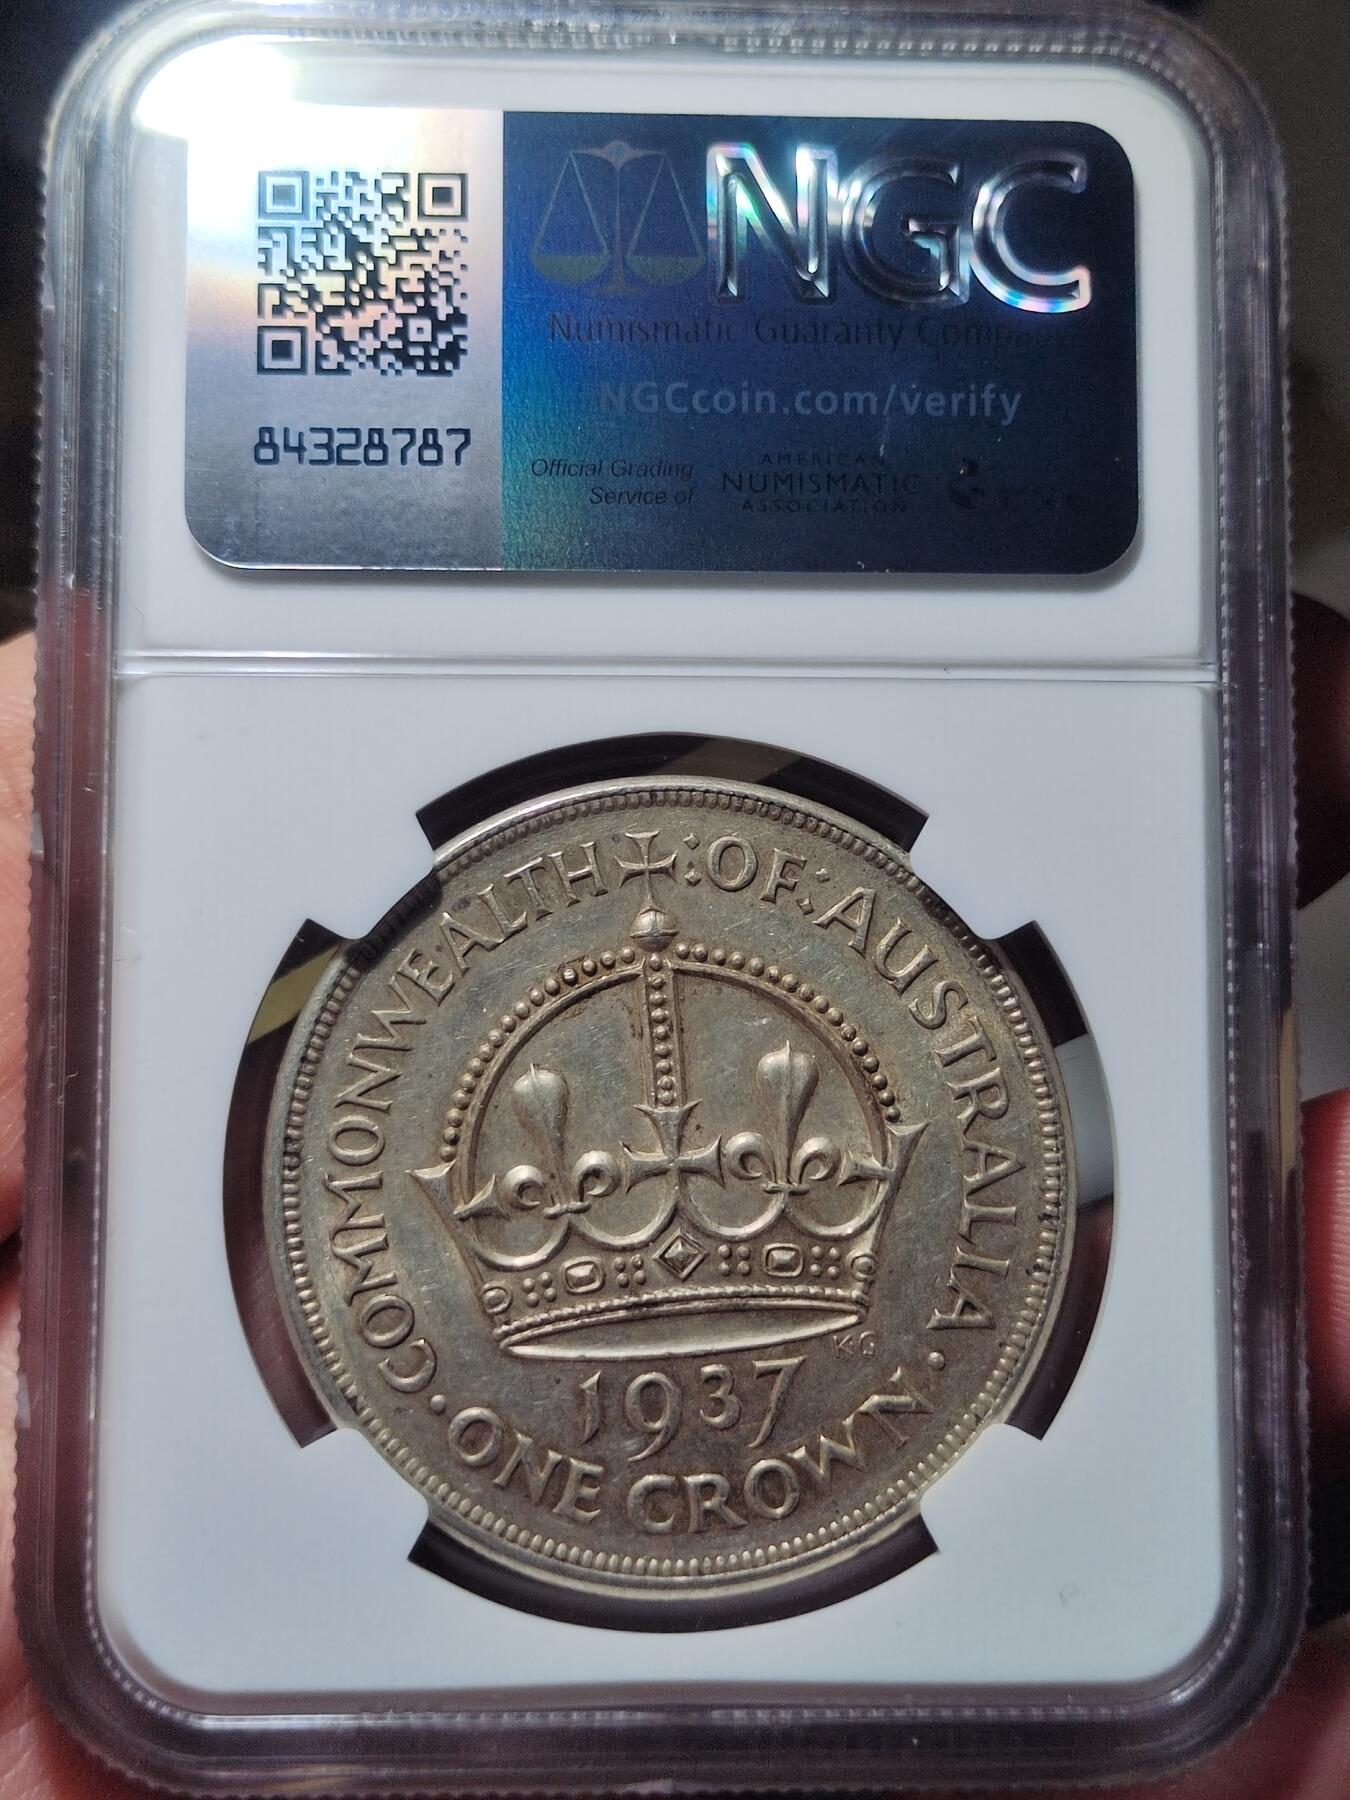 NGC
Numismatic Guaranty
NGCcoin.com/verify
84328787
Official Grading
Service of
AMERICAN
NUMISMATIC
ASSOCIATION
COMMONWEALTH :OF: AUSTRALIA
KG
1937
·ONE CROWN·